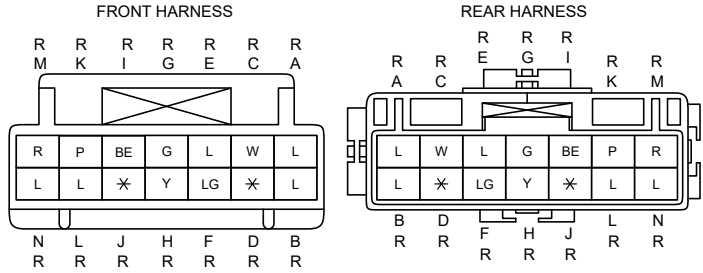 FRONT HARNESS
R R R R R R R
M K I G E C A
R P BE G L W L
L L * Y LG * L
N L J H F D B
R R R R R R R
REAR HARNESS
R R R R R R R
A C E G I K M
L W L G BE P R
L * LG Y * L L
B D F H J L N
R R R R R R R